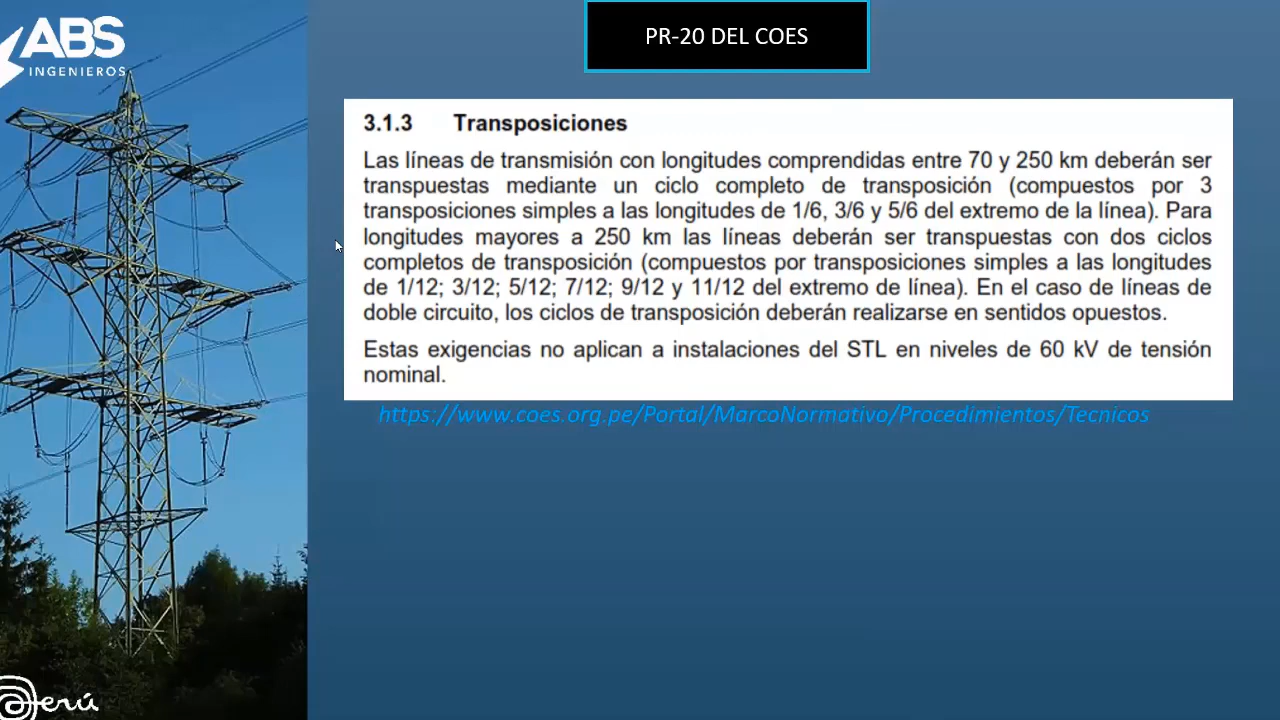 ABS
INGENIEROS
PR-20 DEL COES
3.1.3 Transposiciones
Las líneas de transmisión con longitudes comprendidas entre 70 y 250 km deberán ser
transpuestas mediante un ciclo completo de transposición (compuestos por 3
transposiciones simples a las longitudes de 1/6, 3/6 y 5/6 del extremo de la línea). Para
longitudes mayores a 250 km las líneas deberán ser transpuestas con dos ciclos
completos de transposición (compuestos por transposiciones simples a las longitudes
de 1/12; 3/12; 5/12; 7/12; 9/12 y 11/12 del extremo de línea). En el caso de líneas de
doble circuito, los ciclos de transposición deberán realizarse en sentidos opuestos.
Estas exigencias no aplican a instalaciones del STL en niveles de 60 kV de tensión
nominal.
https://www.coes.org.pe/Portal/MarcoNormativo/Procedimientos/Tecnicos
Perú